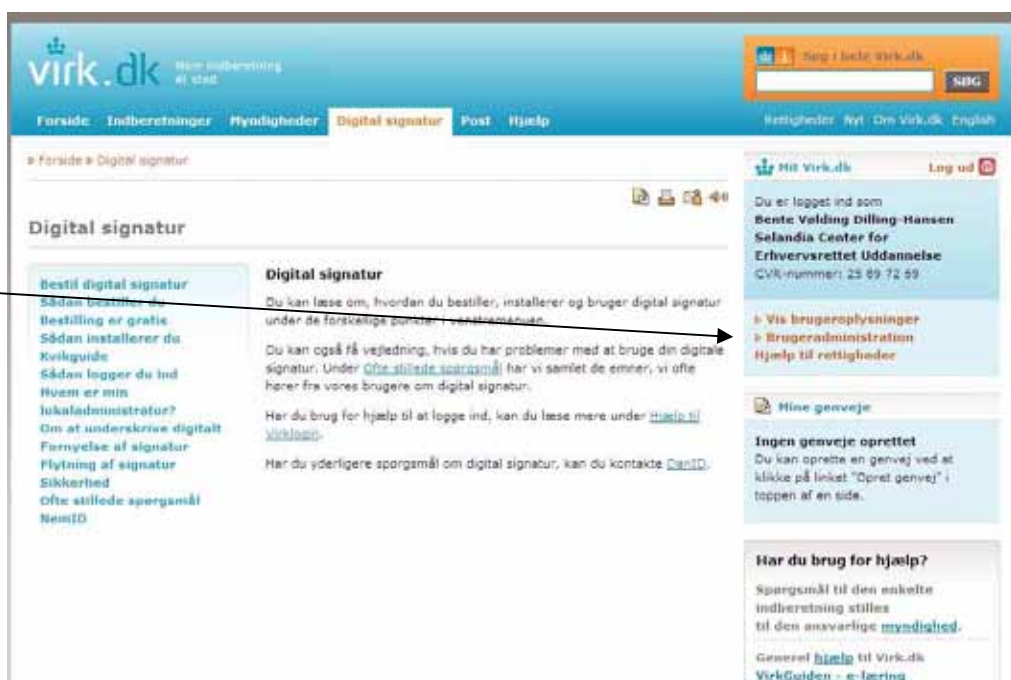 virk.dk
Nem indberetning
ét sted
Søg i hele Virk.dk
SØG
Forside Indberetninger Myndigheder Digital signatur Post Hjælp
Rettigheder Nyt Om Virk.dk English
» Forside » Digital signatur
Digital signatur
Bestil digital signatur
Sådan bestiller du
Bestilling er gratis
Sådan installerer du
Kvikguide
Sådan logger du ind
Hvem er min
lokaladministrator?
Om at underskrive digitalt
Fornyelse af signatur
Flytning af signatur
Sikkerhed
Ofte stillede spørgsmål
NemID
Digital signatur
Du kan læse om, hvordan du bestiller, installerer og bruger digital signatur
under de forskellige punkter i venstremenuen.
Du kan også få vejledning, hvis du har problemer med at bruge din digitale
signatur. Under Ofte stillede spørgsmål har vi samlet de emner, vi ofte
hører fra vores brugere om digital signatur.
Har du brug for hjælp til at logge ind, kan du læse mere under Hjælp til
Virklogin.
Har du yderligere spørgsmål om digital signatur, kan du kontakte DanID.
Mit Virk.dk Log ud
Du er logget ind som
Bente Vølding Dilling-Hansen
Selandia Center for
Erhvervsrettet Uddannelse
CVR-nummer: 25 89 72 69
» Vis brugeroplysninger
» Brugeradministration
Hjælp til rettigheder
Mine genveje
Ingen genveje oprettet
Du kan oprette en genvej ved at
klikke på linket "Opret genvej" i
toppen af en side.
Har du brug for hjælp?
Spørgsmål til den enkelte
indberetning stilles
til den ansvarlige myndighed.
Generel hjælp til Virk.dk
VirkGuiden - e-læring